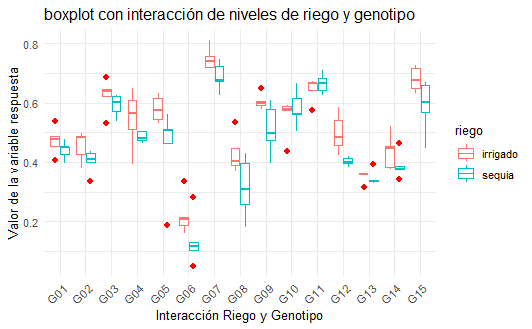 boxplot con interacción de niveles de riego y genotipo
Valor de la variable respuesta
0.8
0.6
0.4
0.2
G01
G02
G03
G04
G05
G06
G07
G08
G09
G10
G11
G12
G13
G14
G15
Interacción Riego y Genotipo
riego
irrigado
sequia